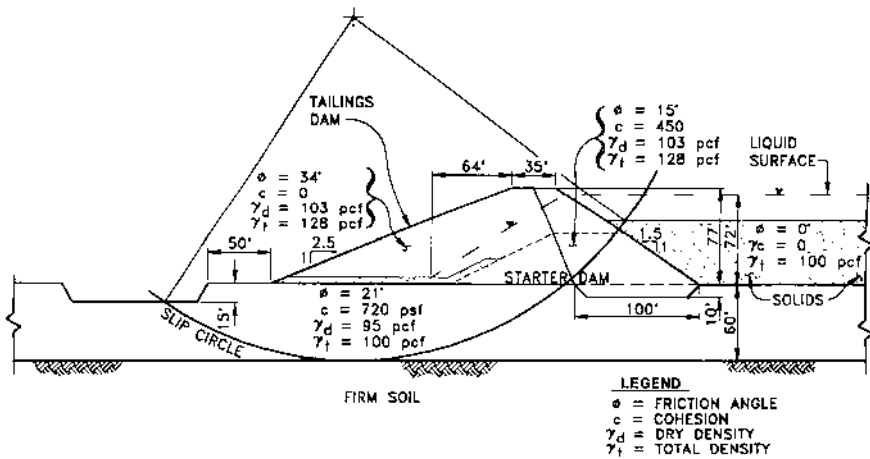 TAILINGS
DAM
ø = 34'
c = 0
γd = 103 pcf
γt = 128 pcf
64'
35'
ø = 15'
c = 450
γd = 103 pcf
γt = 128 pcf
LIQUID
SURFACE
50'
1
2.5
1.5
1
77'
72'
ø = 0'
γc = 0
γt = 100 pcf
SOLIDS
STARTER DAM
15'
SLIP CIRCLE
ø = 21'
c = 720 psf
γd = 95 pcf
γt = 100 pcf
100'
10'
60'
FIRM SOIL
LEGEND
ø = FRICTION ANGLE
c = COHESION
γd = DRY DENSITY
γt = TOTAL DENSITY